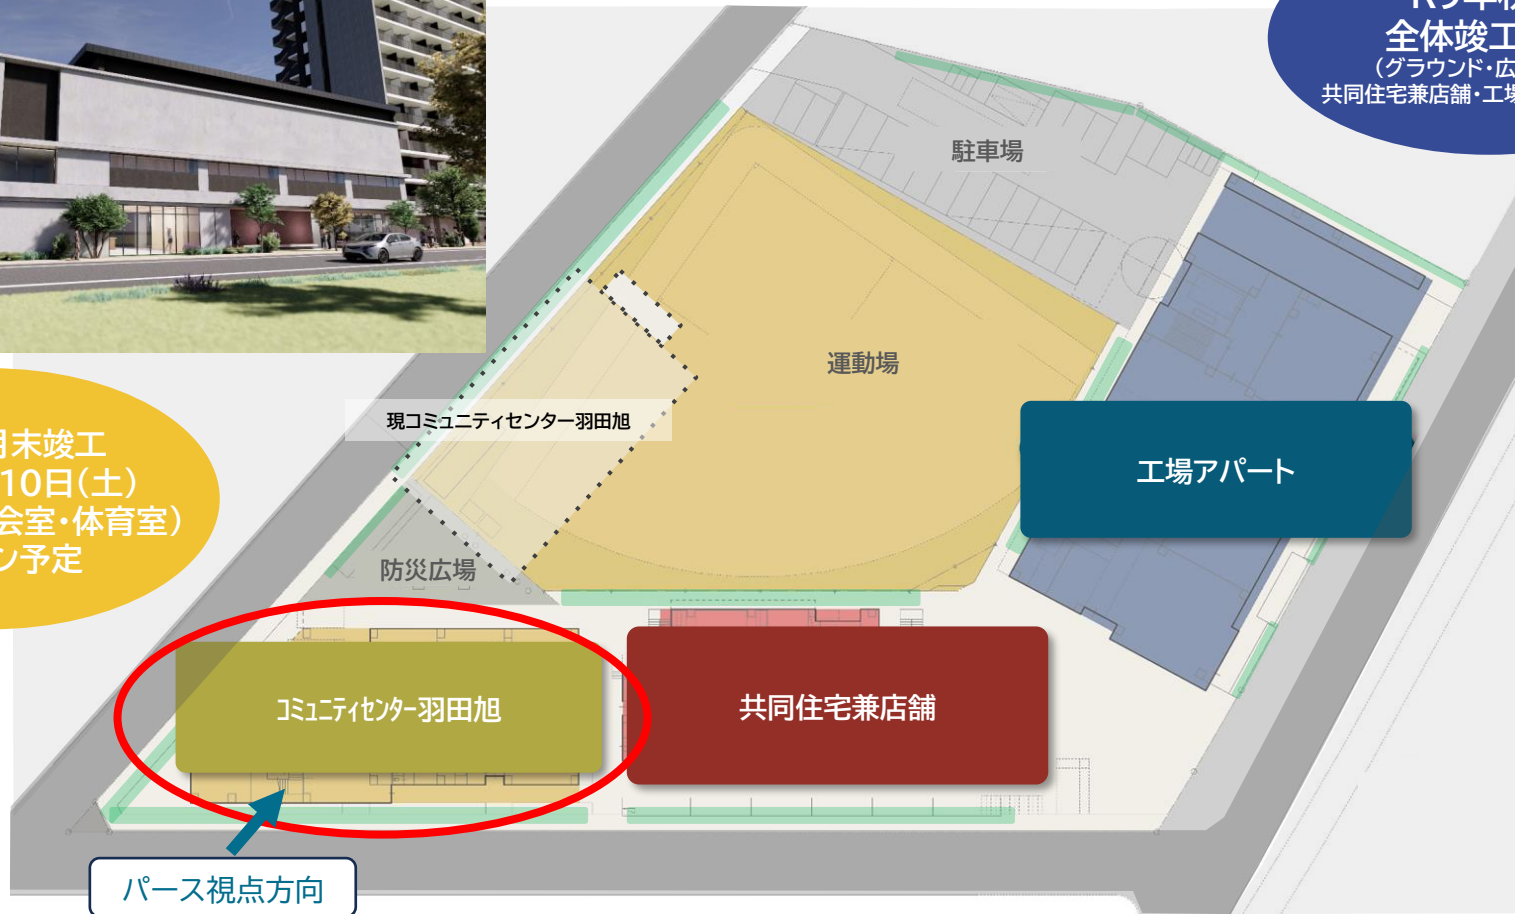 全体竣工
（グラウンド・広
共同住宅兼店舗・工場
駐車場
運動場
現コミュニティセンター羽田旭
月末竣工
10日（土）
会室・体育室）
ン予定
工場アパート
防災広場
コミュニティセンター羽田旭
共同住宅兼店舗
パース視点方向